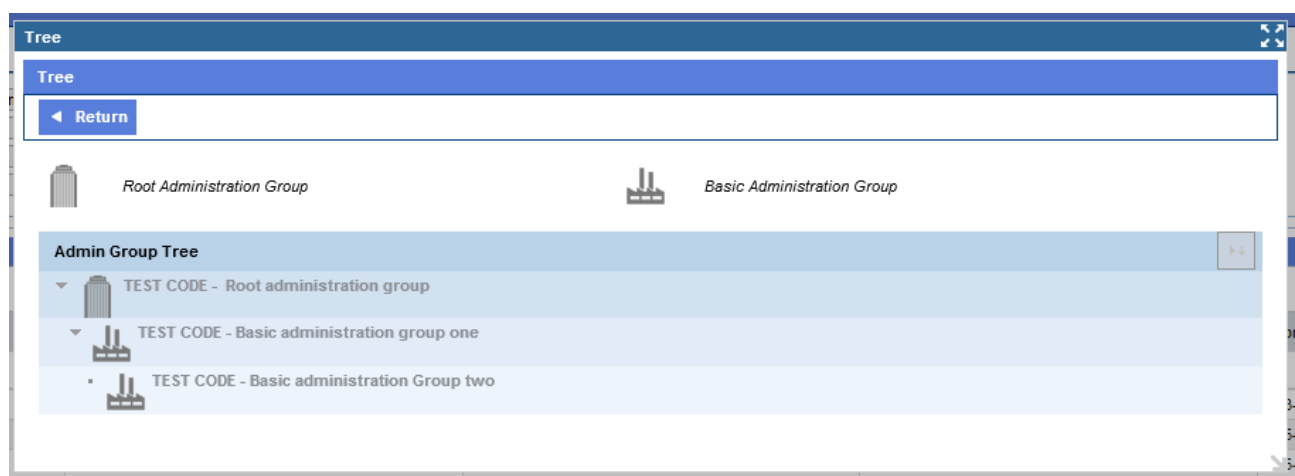 Tree
Tree
Return
Root Administration Group
Basic Administration Group
Admin Group Tree
TEST CODE - Root administration group
TEST CODE - Basic administration group one
TEST CODE - Basic administration Group two